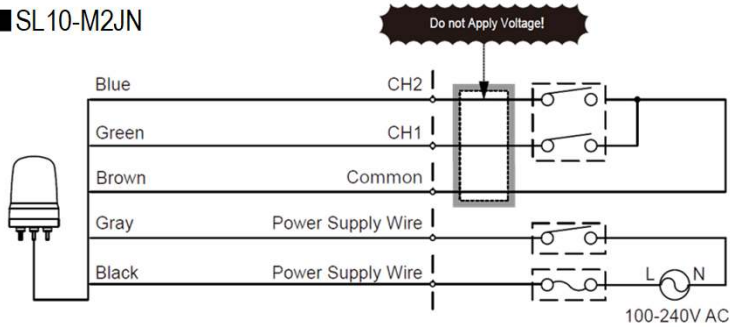 ■SL10-M2JN
Do not Apply Voltage!
Blue CH2
Green CH1
Brown Common
Gray Power Supply Wire
Black Power Supply Wire
L N
100-240V AC